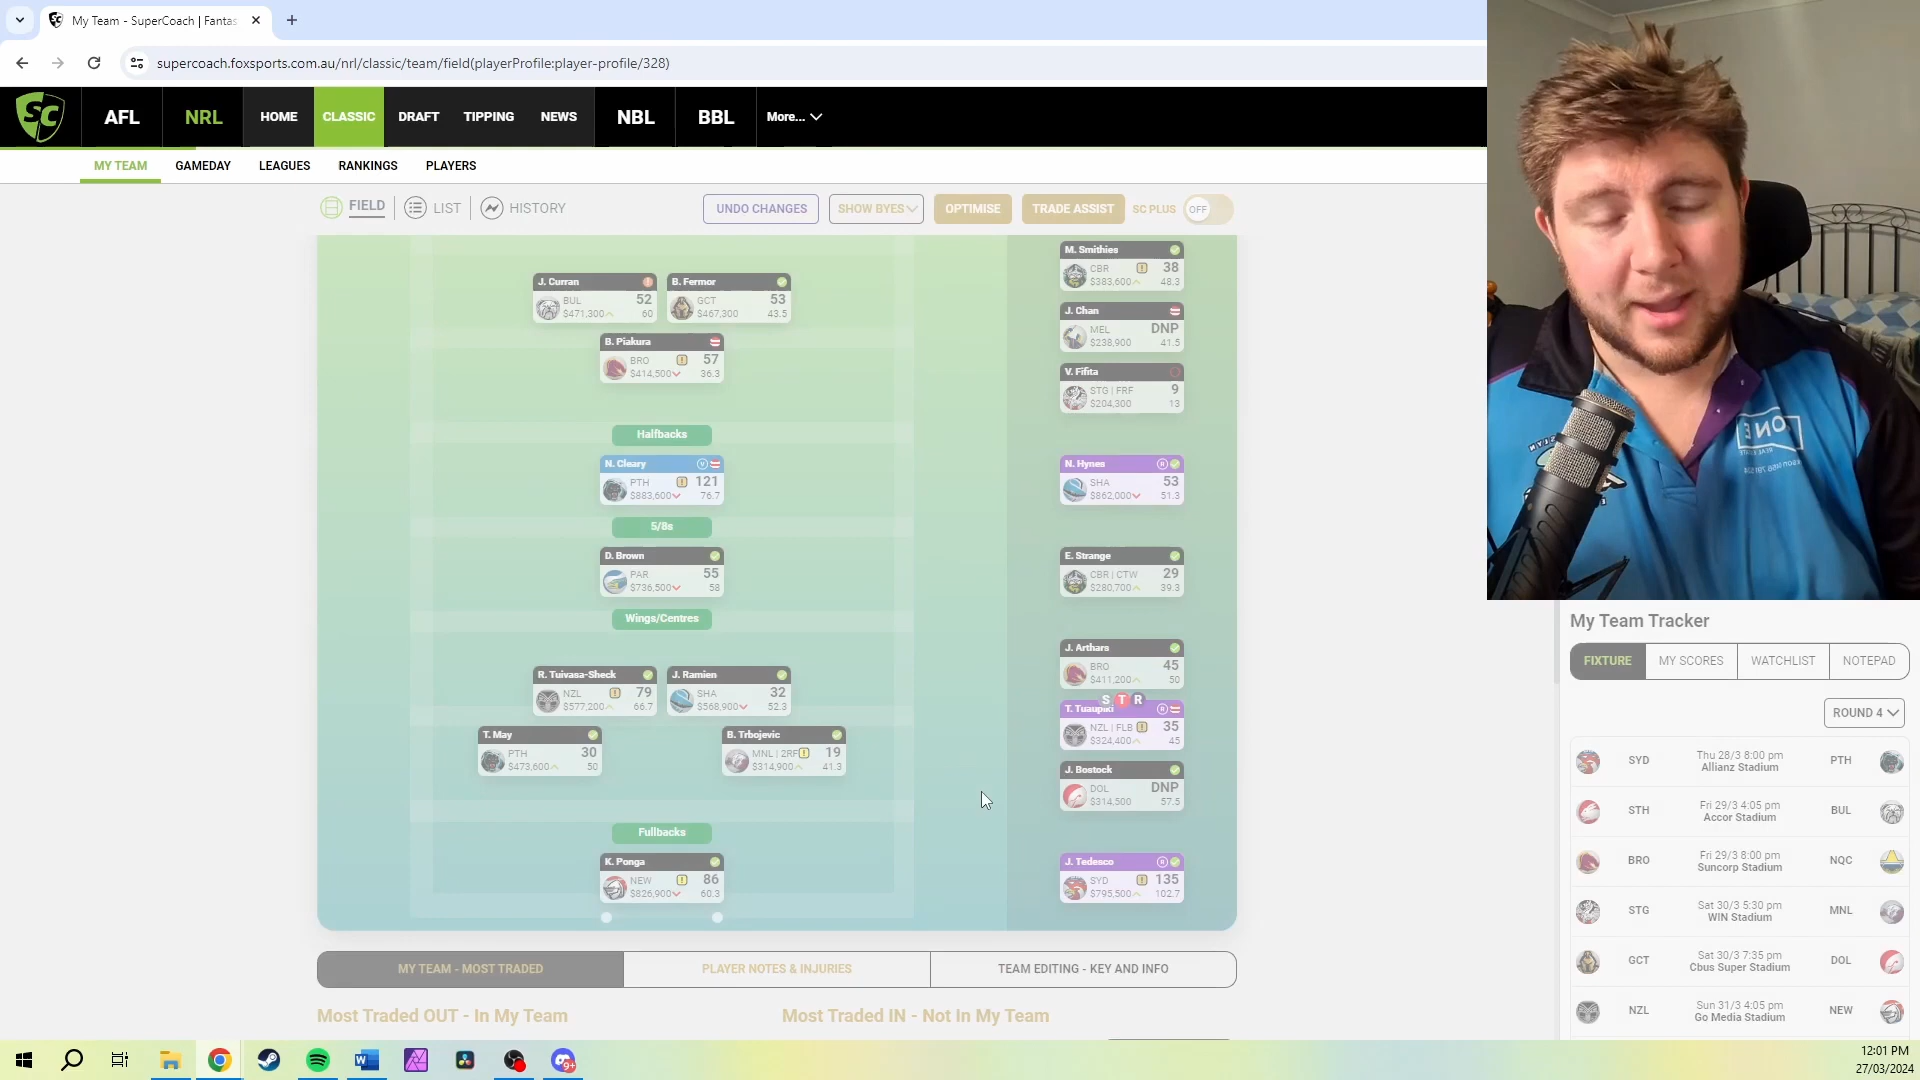 My Team - SuperCoach | Fantas
supercoach.foxsports.com.au/nrl/classic/team/field(playerProfile:player-profile/328)
SC AFL NRL HOME CLASSIC DRAFT TIPPING NEWS NBL BBL More...
MY TEAM GAMEDAY LEAGUES RANKINGS PLAYERS
FIELD LIST HISTORY UNDO CHANGES SHOW BYES OPTIMISE TRADE ASSIST SC PLUS OFF
J. Curran
BUL 52
$471,300 60
B. Fermor
GCT 53
$467,300 43.5
B. Piakura
BRO 57
$414,500 36.3
M. Smithies
CBR 38
$383,600 48.3
J. Chan
MEL DNP
$238,900 41.5
V. Fifita
STG | FRF 9
$204,300 13
Halfbacks
N. Cleary V
PTH 121
$883,600 76.7
N. Hynes R
SHA 53
$862,000 51.3
5/8s
D. Brown
PAR 55
$736,500 58
E. Strange
CBR | CTW 29
$280,700 39.3
Wings/Centres
R. Tuivasa-Sheck
NZL 79
$577,200 66.7
J. Ramien
SHA 32
$568,900 52.3
T. May
PTH 30
$473,600 50
B. Trbojevic
MNL | 2RF 19
$314,900 41.3
J. Arthars
BRO 45
$411,200 50
S T R
T. Tuaupiki R
NZL | FLB 35
$324,400 45
J. Bostock
DOL DNP
$314,500 57.5
Fullbacks
K. Ponga
NEW 86
$826,900 60.3
J. Tedesco R
SYD 135
$795,500 102.7
MY TEAM - MOST TRADED PLAYER NOTES & INJURIES TEAM EDITING - KEY AND INFO
Most Traded OUT - In My Team Most Traded IN - Not In My Team
My Team Tracker
FIXTURE MY SCORES WATCHLIST NOTEPAD
ROUND 4
SYD Thu 28/3 8:00 pm PTH
Allianz Stadium
STH Fri 29/3 4:05 pm BUL
Accor Stadium
BRO Fri 29/3 8:00 pm NQC
Suncorp Stadium
STG Sat 30/3 5:30 pm MNL
WIN Stadium
GCT Sat 30/3 7:35 pm DOL
Cbus Super Stadium
NZL Sun 31/3 4:05 pm NEW
Go Media Stadium
ONE
9+
12:01 PM
27/03/2024